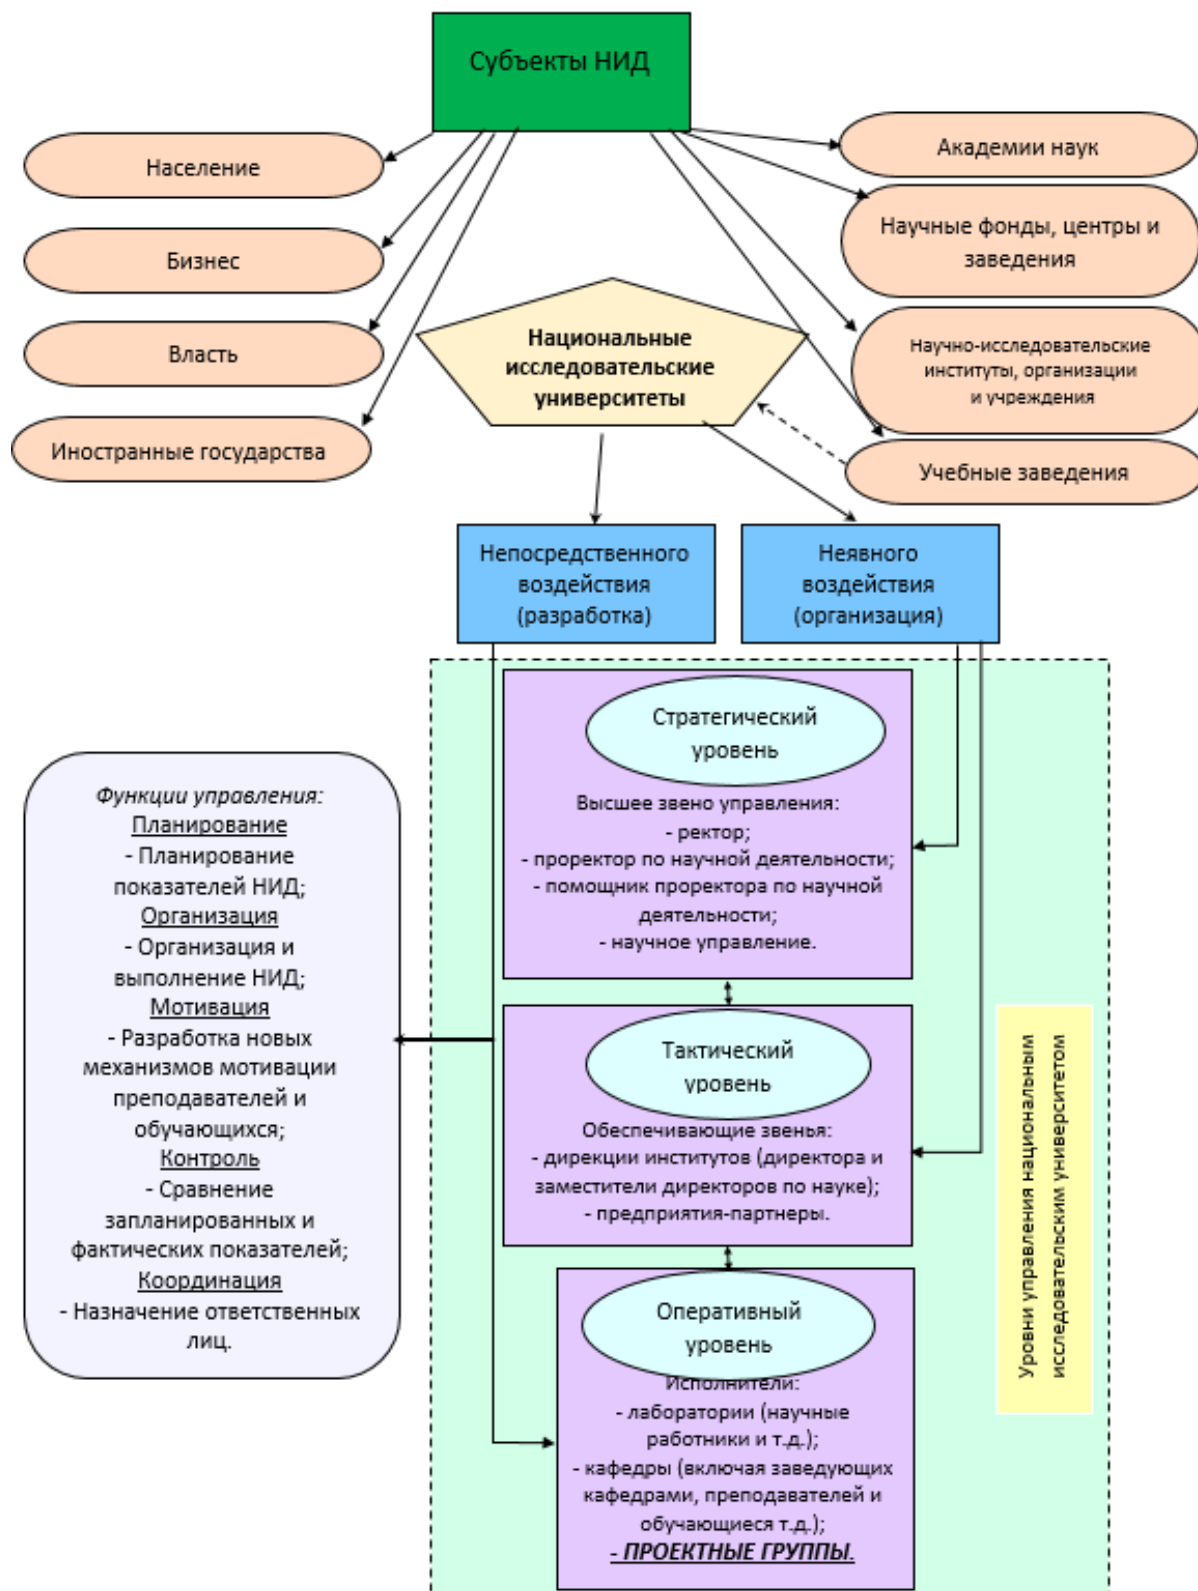 Субъекты НИД
Население
Бизнес
Власть
Иностранные государства
Академии наук
Научные фонды, центры и
заведения
Научно-исследовательские
институты, организации
и учреждения
Учебные заведения
Национальные
исследовательские
университеты
Непосредственного
воздействия
(разработка)
Неявного
воздействия
(организация)
Стратегический
уровень
Высшее звено управления:
- ректор;
- проректор по научной деятельности;
- помощник проректора по научной
деятельности;
- научное управление.
Тактический
уровень
Обеспечивающие звенья:
- дирекции институтов (директора и
заместители директоров по науке);
- предприятия-партнеры.
Оперативный
уровень
Исполнители:
- лаборатории (научные
работники и т.д.);
- кафедры (включая заведующих
кафедрами, преподавателей и
обучающиеся т.д.);
- ПРОЕКТНЫЕ ГРУППЫ.
Функции управления:
Планирование
- Планирование
показателей НИД;
Организация
- Организация и
выполнение НИД;
Мотивация
- Разработка новых
механизмов мотивации
преподавателей и
обучающихся;
Контроль
- Сравнение
запланированных и
фактических показателей;
Координация
- Назначение ответственных
лиц.
Уровни управления национальным
исследовательским университетом